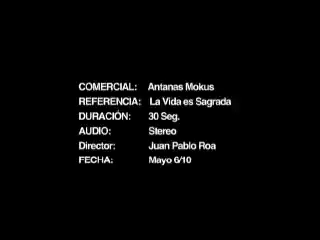 COMERCIAL: Antanas Mokus
REFERENCIA: La Vida es Sagrada
DURACIÓN: 30 Seg.
AUDIO: Stereo
Director: Juan Pablo Roa
FECHA: Mayo 6/10